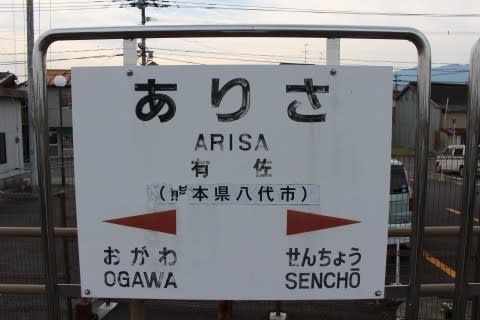 ありさ
ARISA
有佐
(熊本県八代市)
おがわ せんちょう
OGAWA SENCHŌ